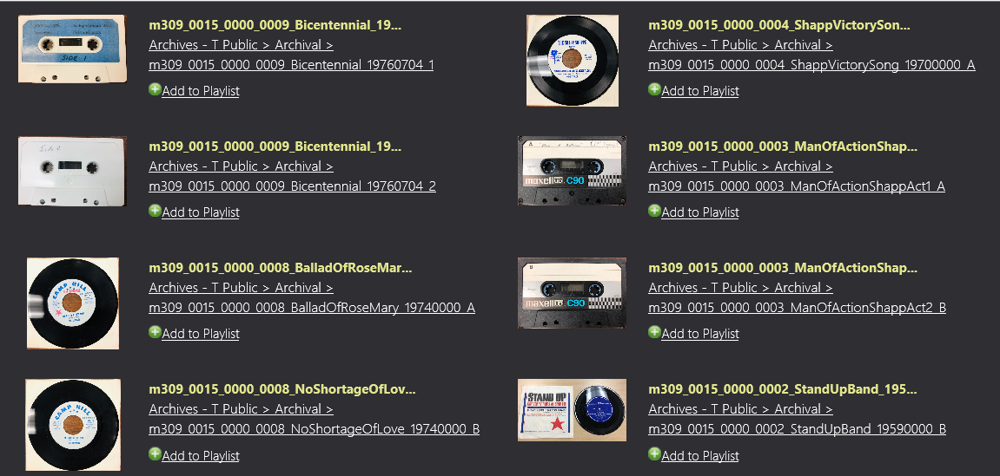 m309_0015_0000_0009_Bicentennial_19...
Archives - T Public > Archival >
m309_0015_0000_0009_Bicentennial_19760704_1
Add to Playlist
SIDE 1
m309_0015_0000_0009_Bicentennial_19...
Archives - T Public > Archival >
m309_0015_0000_0009_Bicentennial_19760704_2
Add to Playlist
m309_0015_0000_0008_BalladOfRoseMar...
Archives - T Public > Archival >
m309_0015_0000_0008_BalladOfRoseMary_19740000_A
Add to Playlist
CAMP HILL
m309_0015_0000_0008_NoShortageOfLov...
Archives - T Public > Archival >
m309_0015_0000_0008_NoShortageOfLove_19740000_B
Add to Playlist
CAMP HILL
m309_0015_0000_0004_ShappVictorySon...
Archives - T Public > Archival >
m309_0015_0000_0004_ShappVictorySong_19700000_A
Add to Playlist
m309_0015_0000_0003_ManOfActionShap...
Archives - T Public > Archival >
m309_0015_0000_0003_ManOfActionShappAct1_A
Add to Playlist
A
maxell UD C90
m309_0015_0000_0003_ManOfActionShap...
Archives - T Public > Archival >
m309_0015_0000_0003_ManOfActionShappAct2_B
Add to Playlist
B
maxell UD C90
m309_0015_0000_0002_StandUpBand_195...
Archives - T Public > Archival >
m309_0015_0000_0002_StandUpBand_19590000_B
Add to Playlist
STAND UP